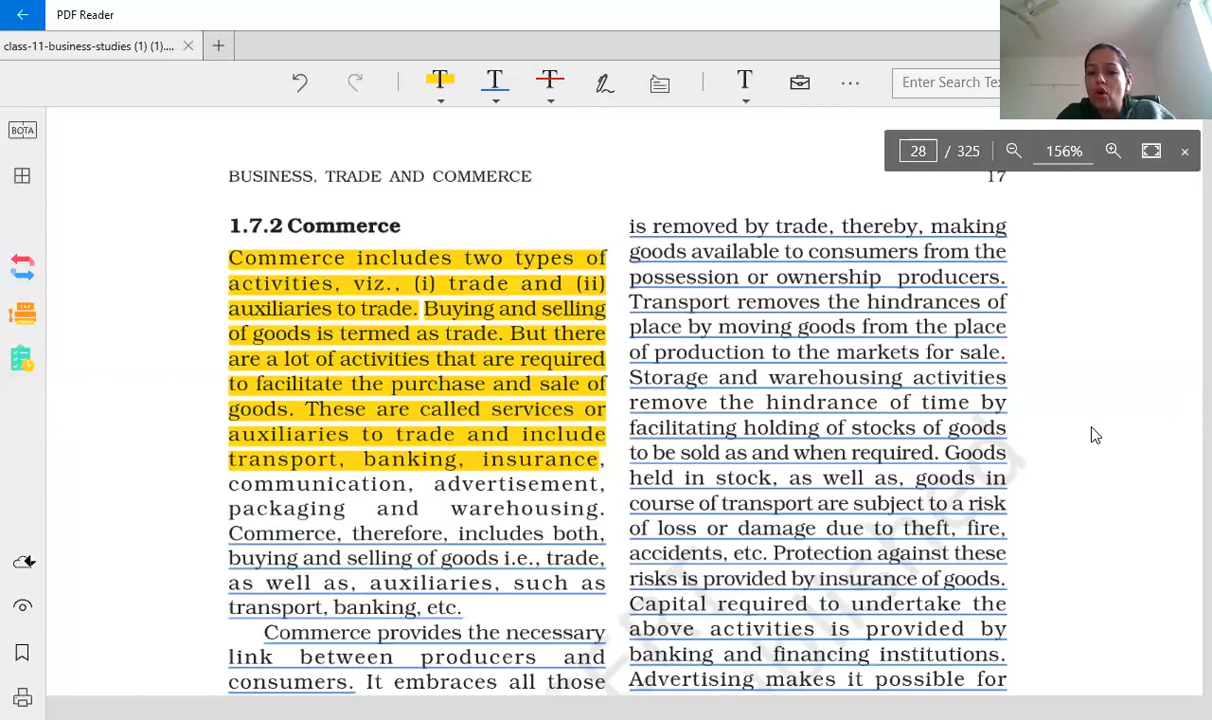 PDF Reader
class-11-business-studies (1) (1)....
Enter Search Te
BOTA
28 / 325
156%
BUSINESS, TRADE AND COMMERCE
17
1.7.2 Commerce
Commerce includes two types of
activities, viz., (i) trade and (ii)
auxiliaries to trade. Buying and selling
of goods is termed as trade. But there
are a lot of activities that are required
to facilitate the purchase and sale of
goods. These are called services or
auxiliaries to trade and include
transport, banking, insurance,
communication, advertisement,
packaging and warehousing.
Commerce, therefore, includes both,
buying and selling of goods i.e., trade,
as well as, auxiliaries, such as
transport, banking, etc.
Commerce provides the necessary
link between producers and
consumers. It embraces all those
is removed by trade, thereby, making
goods available to consumers from the
possession or ownership producers.
Transport removes the hindrances of
place by moving goods from the place
of production to the markets for sale.
Storage and warehousing activities
remove the hindrance of time by
facilitating holding of stocks of goods
to be sold as and when required. Goods
held in stock, as well as, goods in
course of transport are subject to a risk
of loss or damage due to theft, fire,
accidents, etc. Protection against these
risks is provided by insurance of goods.
Capital required to undertake the
above activities is provided by
banking and financing institutions.
Advertising makes it possible for